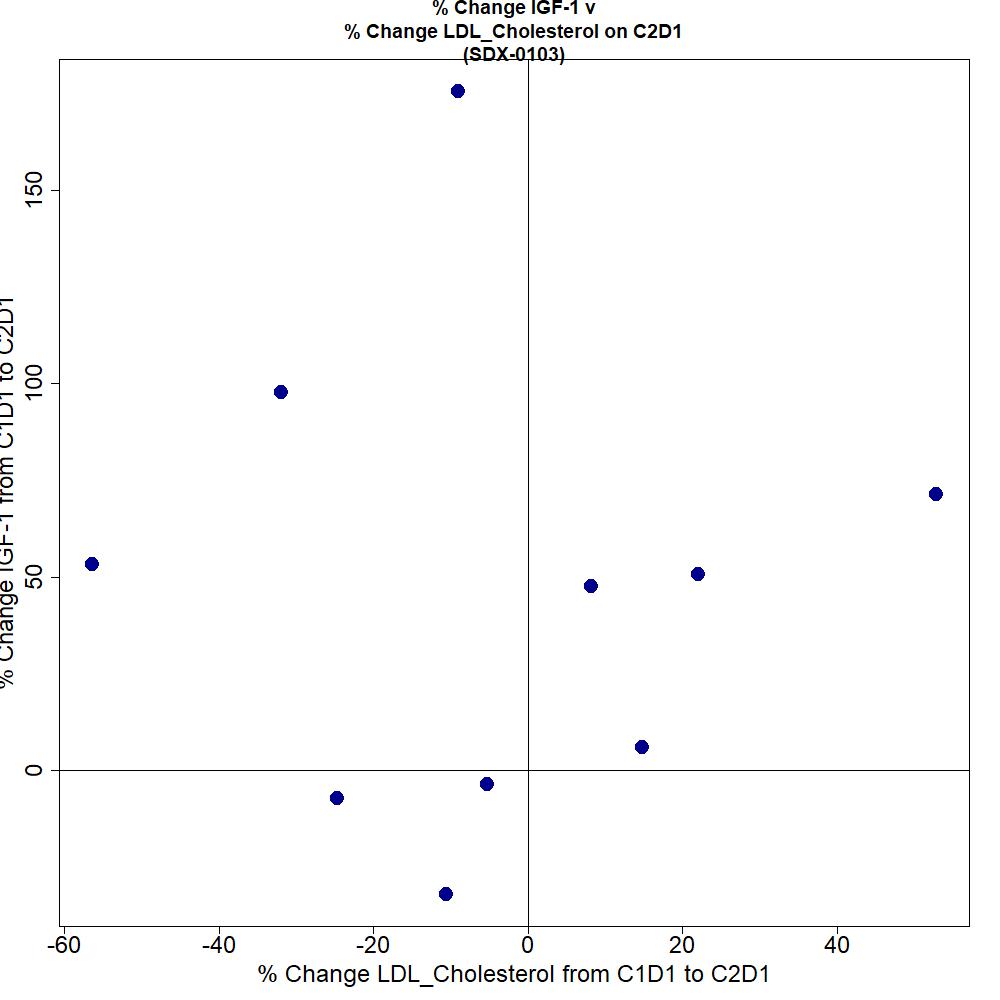 % Change IGF-1 v
% Change LDL_Cholesterol on C2D1
(SDX-0103)
% Change IGF-1 from C1D1 to C2D1
150
100
50
0
-60 -40 -20 0 20 40
% Change LDL_Cholesterol from C1D1 to C2D1